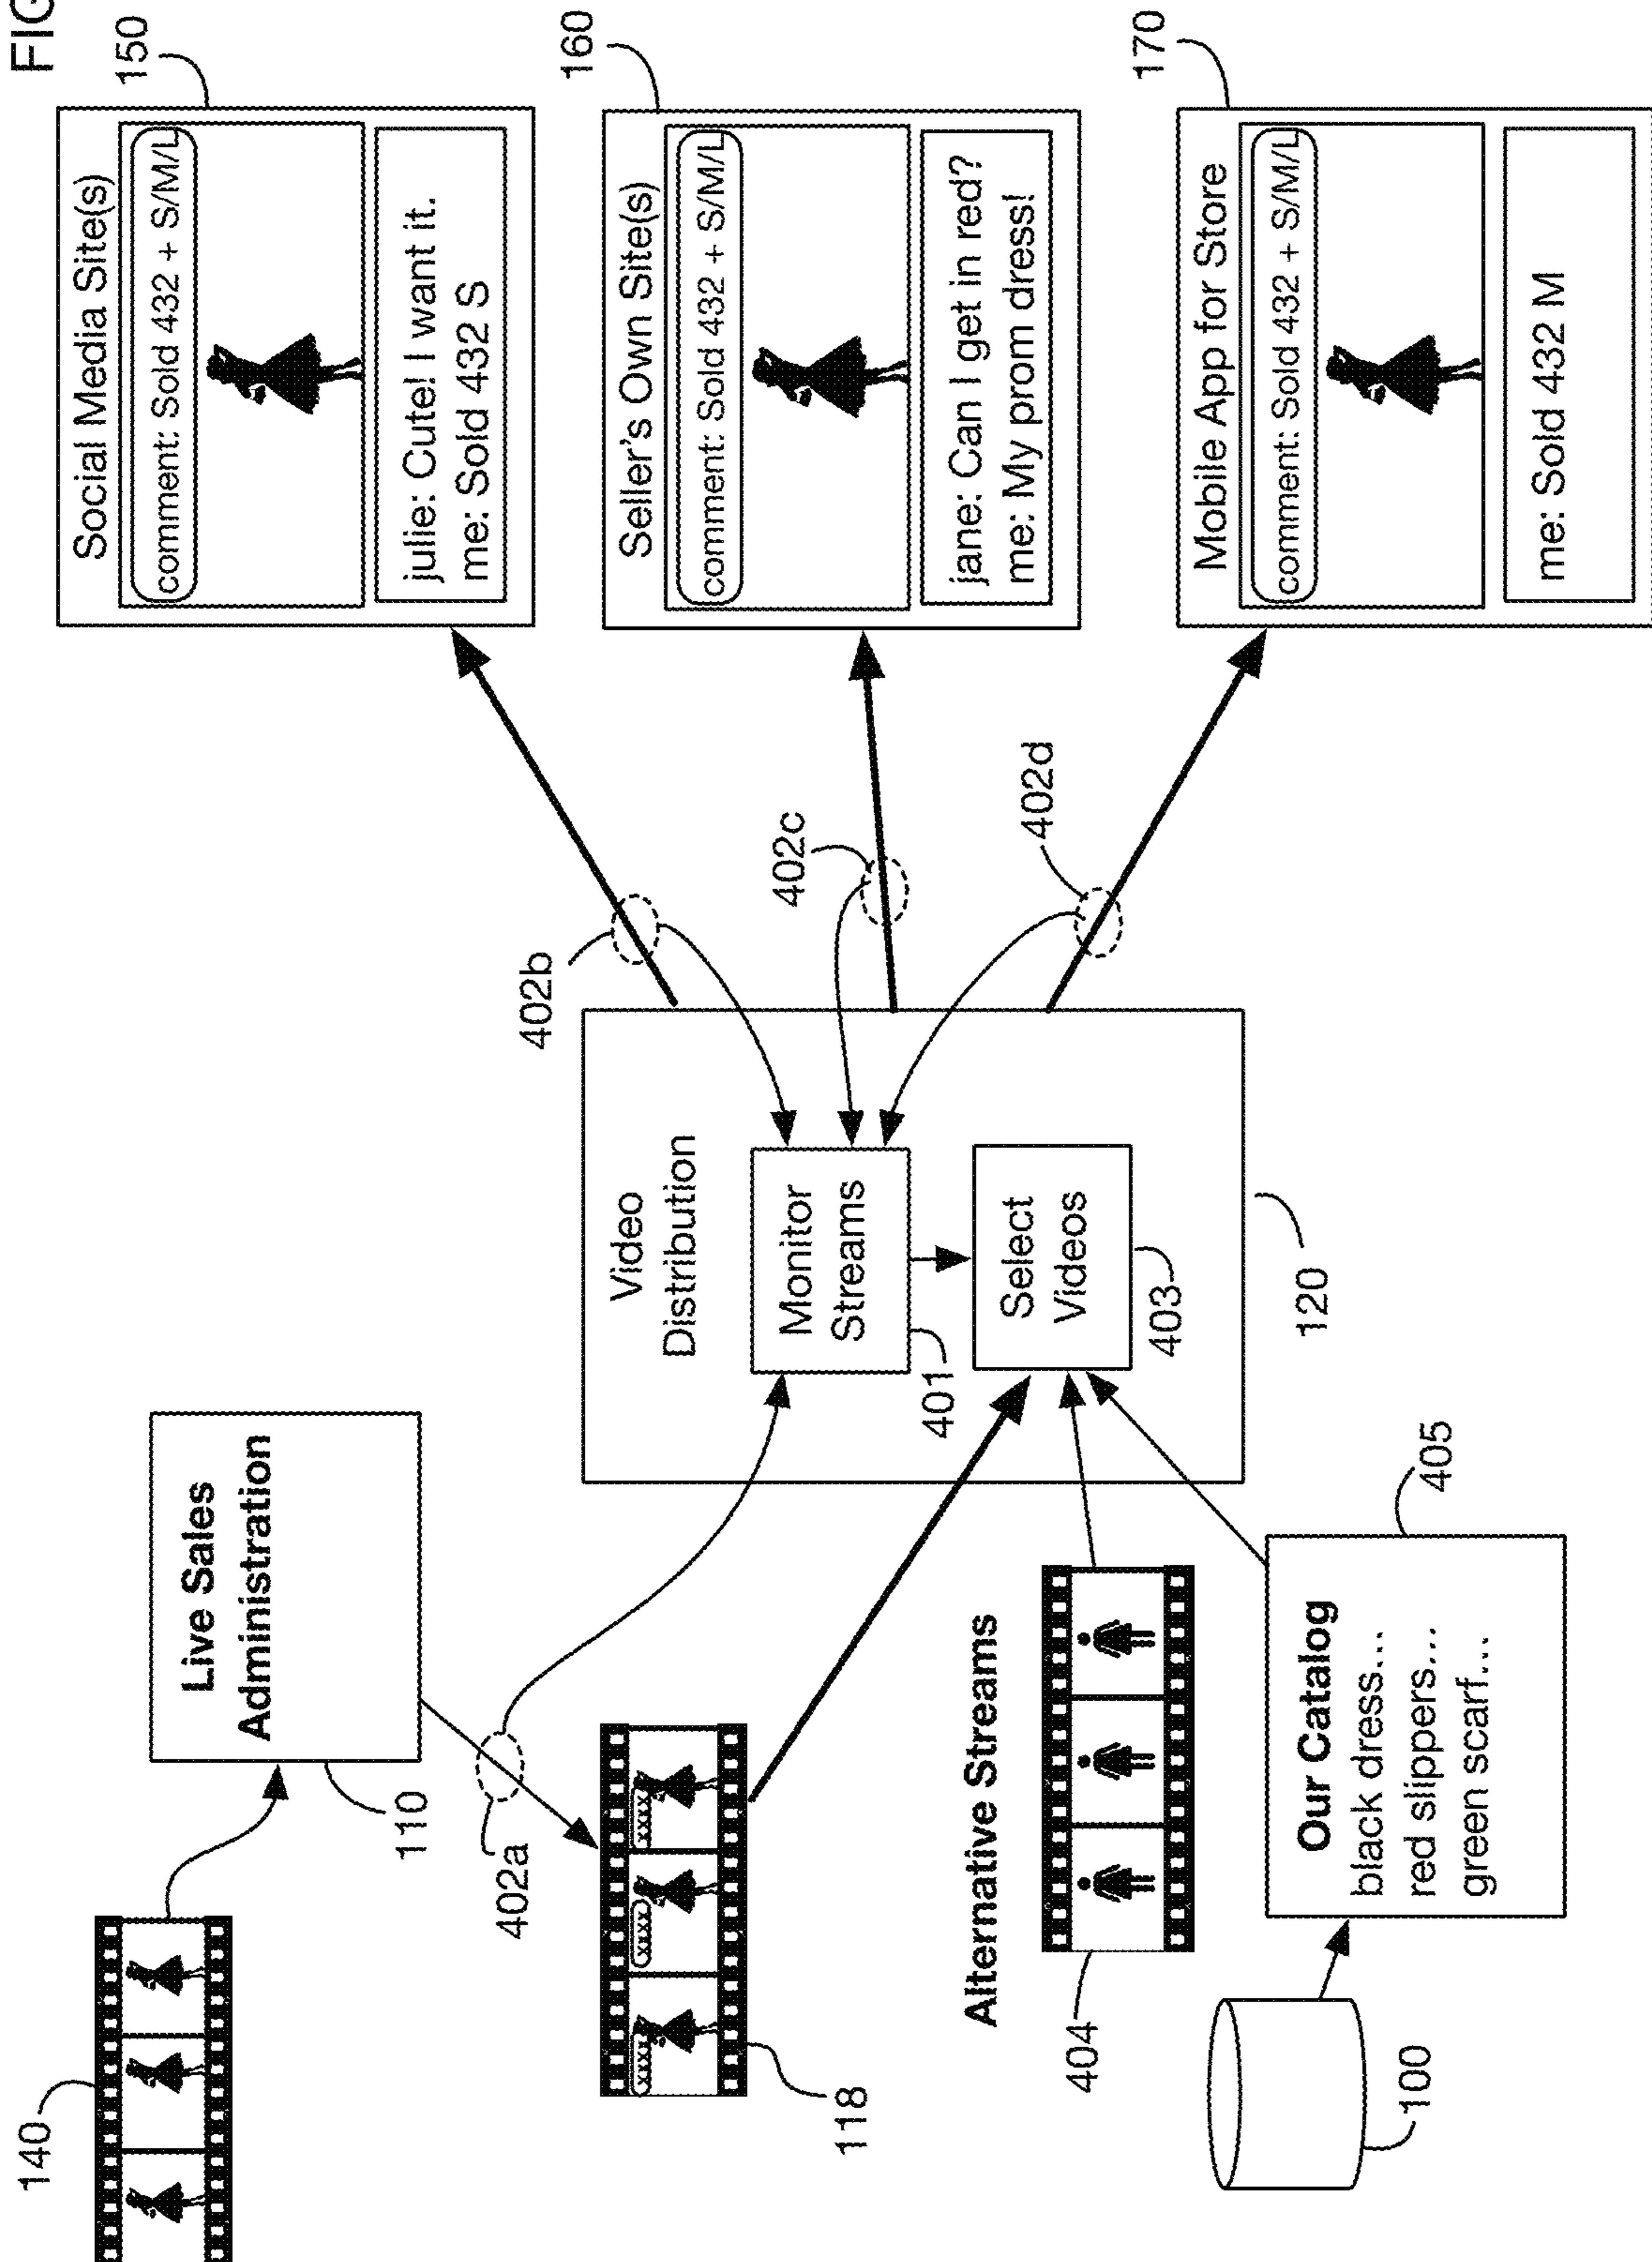 FIG
140
Live Sales
Administration
110
402a
118
Alternative Streams
404
100
Our Catalog
black dress...
red slippers...
green scarf...
405
Video
Distribution
Monitor
Streams
401
Select
Videos
403
120
402b
402c
402d
150
Social Media Site(s)
comment: Sold 432 + S/M/L
julie: Cute! I want it.
me: Sold 432 S
160
Seller's Own Site(s)
comment: Sold 432 + S/M/L
jane: Can I get in red?
me: My prom dress!
170
Mobile App for Store
comment: Sold 432 + S/M/L
me: Sold 432 M
xxxx
xxxx
xxxx